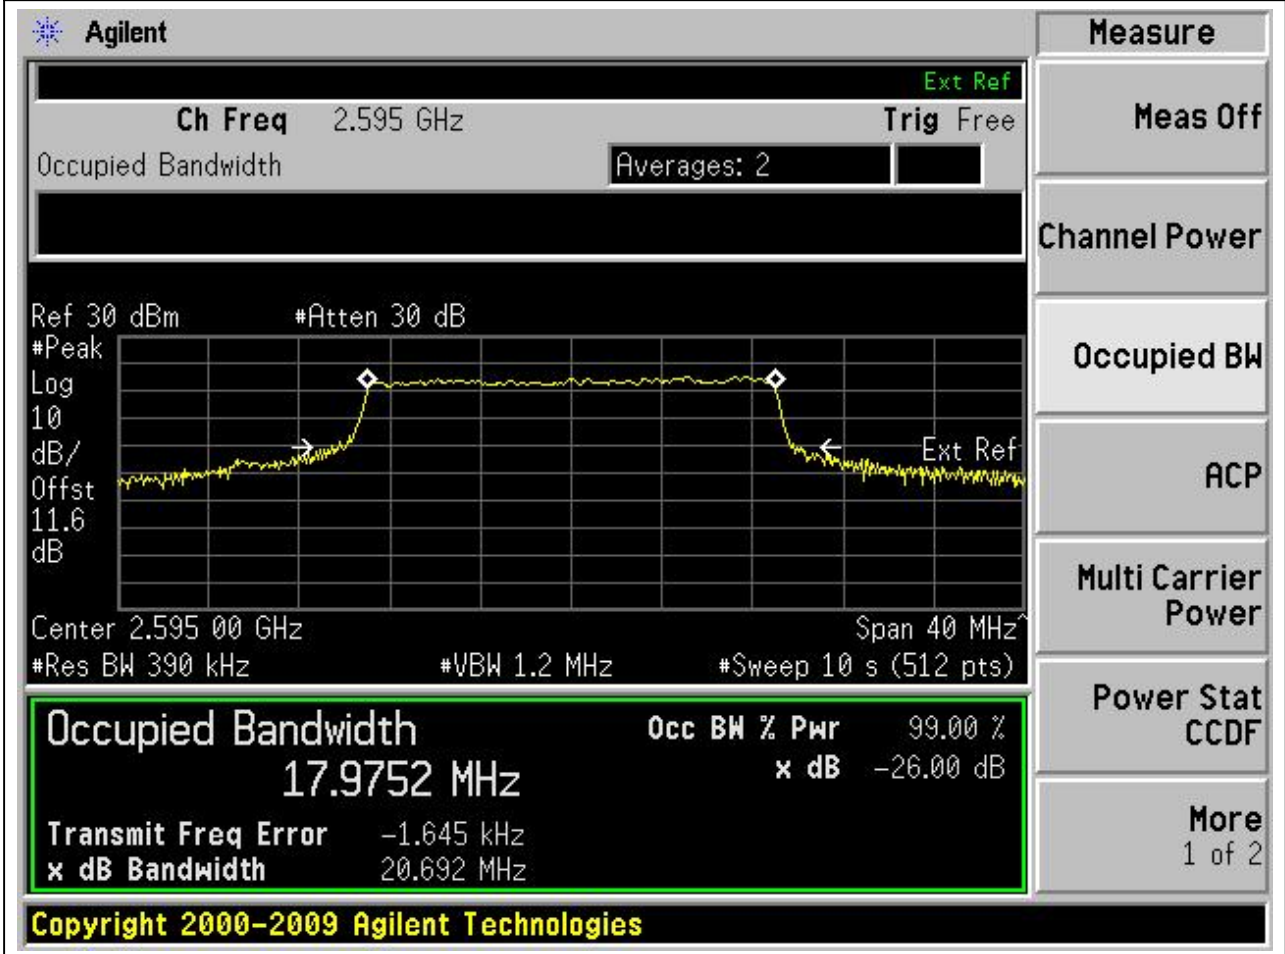 Agilent
Measure
Ext Ref
Ch Freq 2.595 GHz Trig Free
Meas Off
Occupied Bandwidth Averages: 2
Channel Power
Ref 30 dBm #Atten 30 dB
#Peak
Log
10
dB/
Offst
11.6
dB
Ext Ref
Occupied BW
ACP
Center 2.595 00 GHz Span 40 MHz^
#Res BW 390 kHz #VBW 1.2 MHz #Sweep 10 s (512 pts)
Multi Carrier
Power
Occupied Bandwidth Occ BW % Pwr 99.00 %
17.9752 MHz x dB -26.00 dB
Transmit Freq Error -1.645 kHz
x dB Bandwidth 20.692 MHz
Power Stat
CCDF
More
1 of 2
Copyright 2000-2009 Agilent Technologies